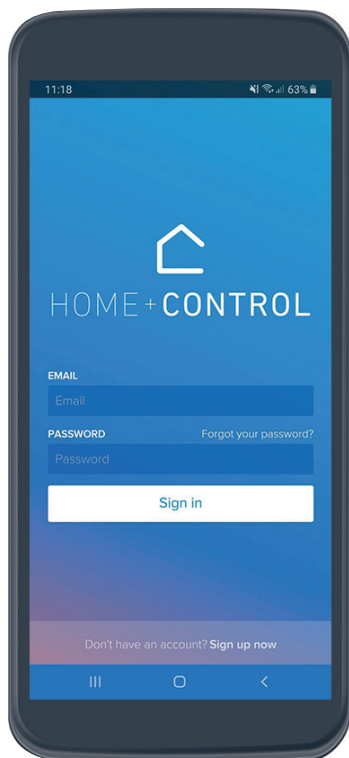 11:18 63%
HOME + CONTROL
EMAIL
Email
PASSWORD Forgot your password?
Password
Sign in
Don't have an account? Sign up now